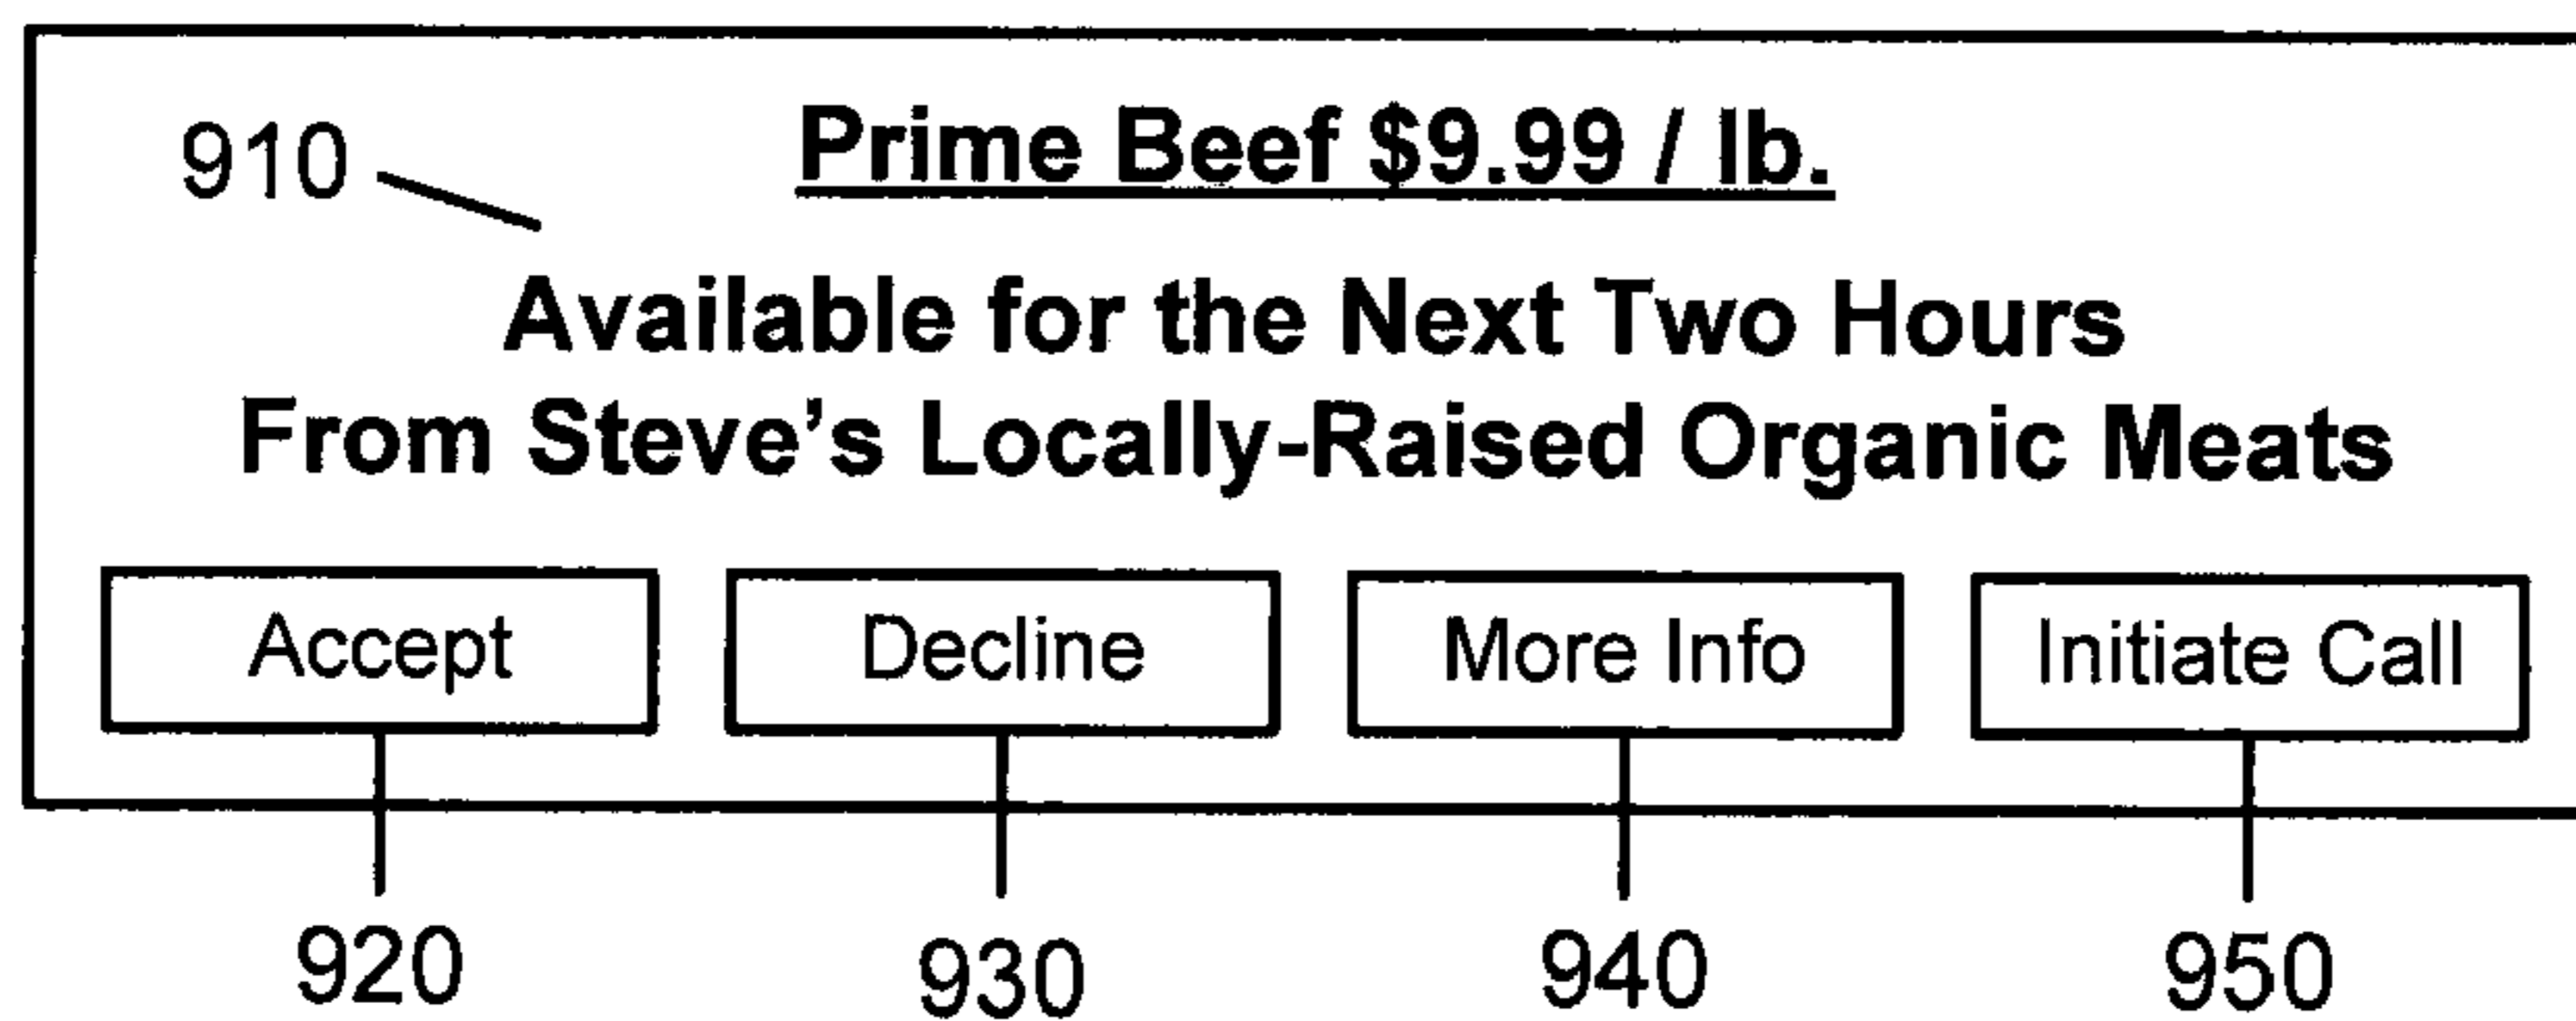 910
Prime Beef $9.99 / lb.
Available for the Next Two Hours
From Steve's Locally-Raised Organic Meats
Accept Decline More Info Initiate Call
920 930 940 950